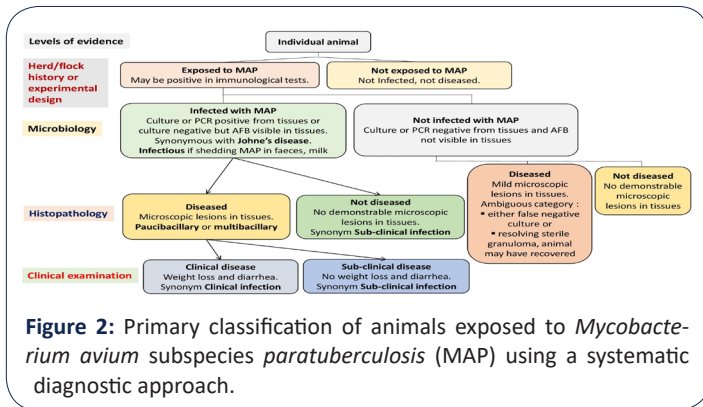 Levels of evidence
Individual animal
Herd/flock
history or
experimental
design
Exposed to MAP
May be positive in immunological tests.
Not exposed to MAP
Not Infected, not diseased.
Microbiology
Infected with MAP
Culture or PCR positive from tissues or
culture negative but AFB visible in tissues.
Synonymous with Johne's disease.
Infectious if shedding MAP in faeces, milk
Not infected with MAP
Culture or PCR negative from tissues and AFB
not visible in tissues
Histopathology
Diseased
Microscopic lesions in tissues.
Paucibacillary or multibacillary
Not diseased
No demonstrable microscopic
lesions in tissues.
Synonym Sub-clinical infection
Diseased
Mild microscopic
lesions in tissues.
Ambiguous category :
▪ either false negative
culture or
▪ resolving sterile
granuloma, animal
may have recovered
Not diseased
No demonstrable
microscopic
lesions in tissues
Clinical examination
Clinical disease
Weight loss and diarrhea.
Synonym Clinical infection
Sub-clinical disease
No weight loss and diarrhea.
Synonym Sub-clinical infection
Figure 2: Primary classification of animals exposed to Mycobacte-
rium avium subspecies paratuberculosis (MAP) using a systematic
diagnostic approach.